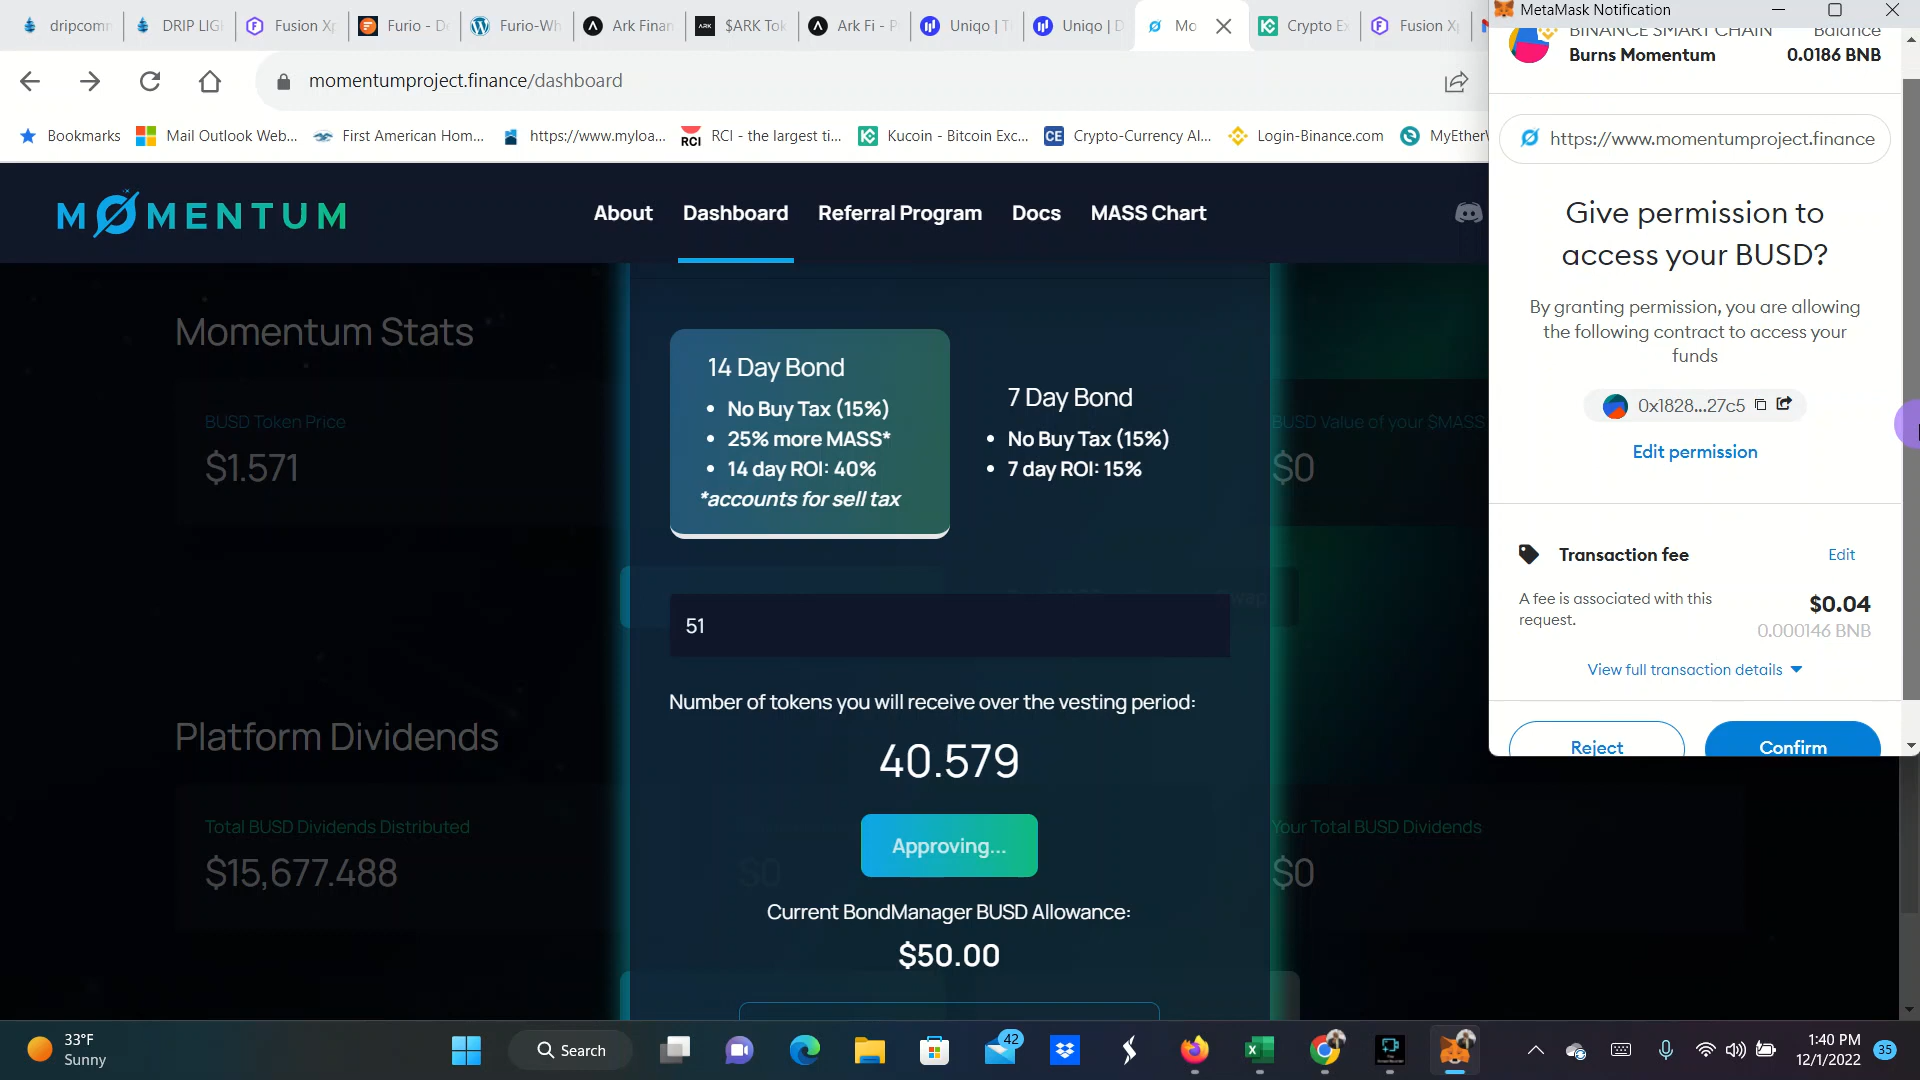 dripcomm
DRIP LIG
Fusion Xp
Furio - De
Furio-Wh
Ark Finan
ARK
$ARK Tok
Ark Fi - P
Uniqo | T
Uniqo | D
Mo
Crypto Ex
Fusion Xp
MetaMask Notification
momentumproject.finance/dashboard
BINANCE SMART CHAIN Balance
Burns Momentum 0.0186 BNB
Bookmarks
Mail Outlook Web...
First American Hom...
https://www.myloa...
RCI
RCI - the largest ti...
Kucoin - Bitcoin Exc...
CE
Crypto-Currency Al...
Login-Binance.com
MyEtherW
https://www.momentumproject.finance
MOMENTUM
About
Dashboard
Referral Program
Docs
MASS Chart
Give permission to
access your BUSD?
By granting permission, you are allowing
the following contract to access your
funds
0x1828...27c5
Edit permission
Transaction fee Edit
A fee is associated with this
request.
$0.04
0.000146 BNB
View full transaction details
Reject
Confirm
Momentum Stats
BUSD Token Price
$1.571
BUSD Value of your $MASS
$0
14 Day Bond
No Buy Tax (15%)
25% more MASS*
14 day ROI: 40%
*accounts for sell tax
7 Day Bond
No Buy Tax (15%)
7 day ROI: 15%
51
Number of tokens you will receive over the vesting period:
40.579
Approving...
Current BondManager BUSD Allowance:
$50.00
Platform Dividends
Total BUSD Dividends Distributed
$15,677.488
$0
Your Total BUSD Dividends
$0
33°F
Sunny
Search
42
1:40 PM
12/1/2022
35